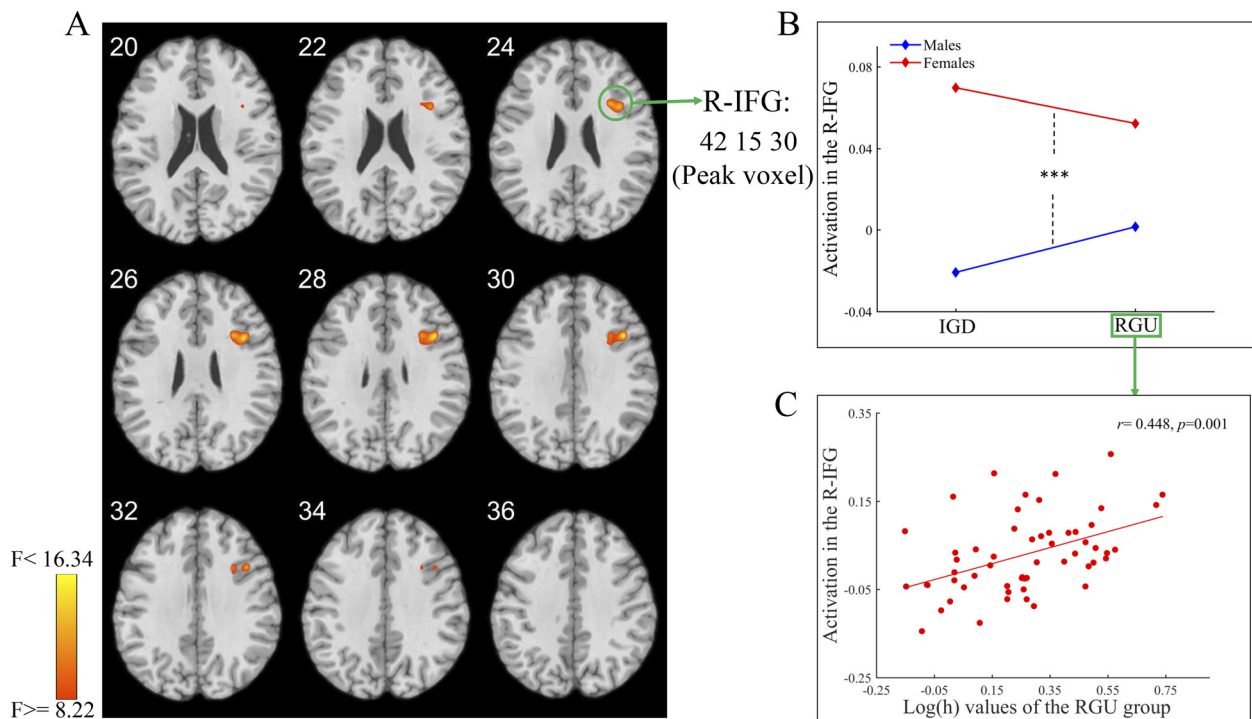 A
20
22
24
26
28
30
32
34
36
F< 16.34
F>= 8.22
R-IFG:
42 15 30
(Peak voxel)
B
Males
Females
Activation in the R-IFG
0.08
0.04
0
-0.04
***
IGD
RGU
C
r= 0.448, p=0.001
Activation in the R-IFG
0.35
0.15
-0.05
-0.25
-0.25
-0.05
0.15
0.35
0.55
0.75
Log(h) values of the RGU group